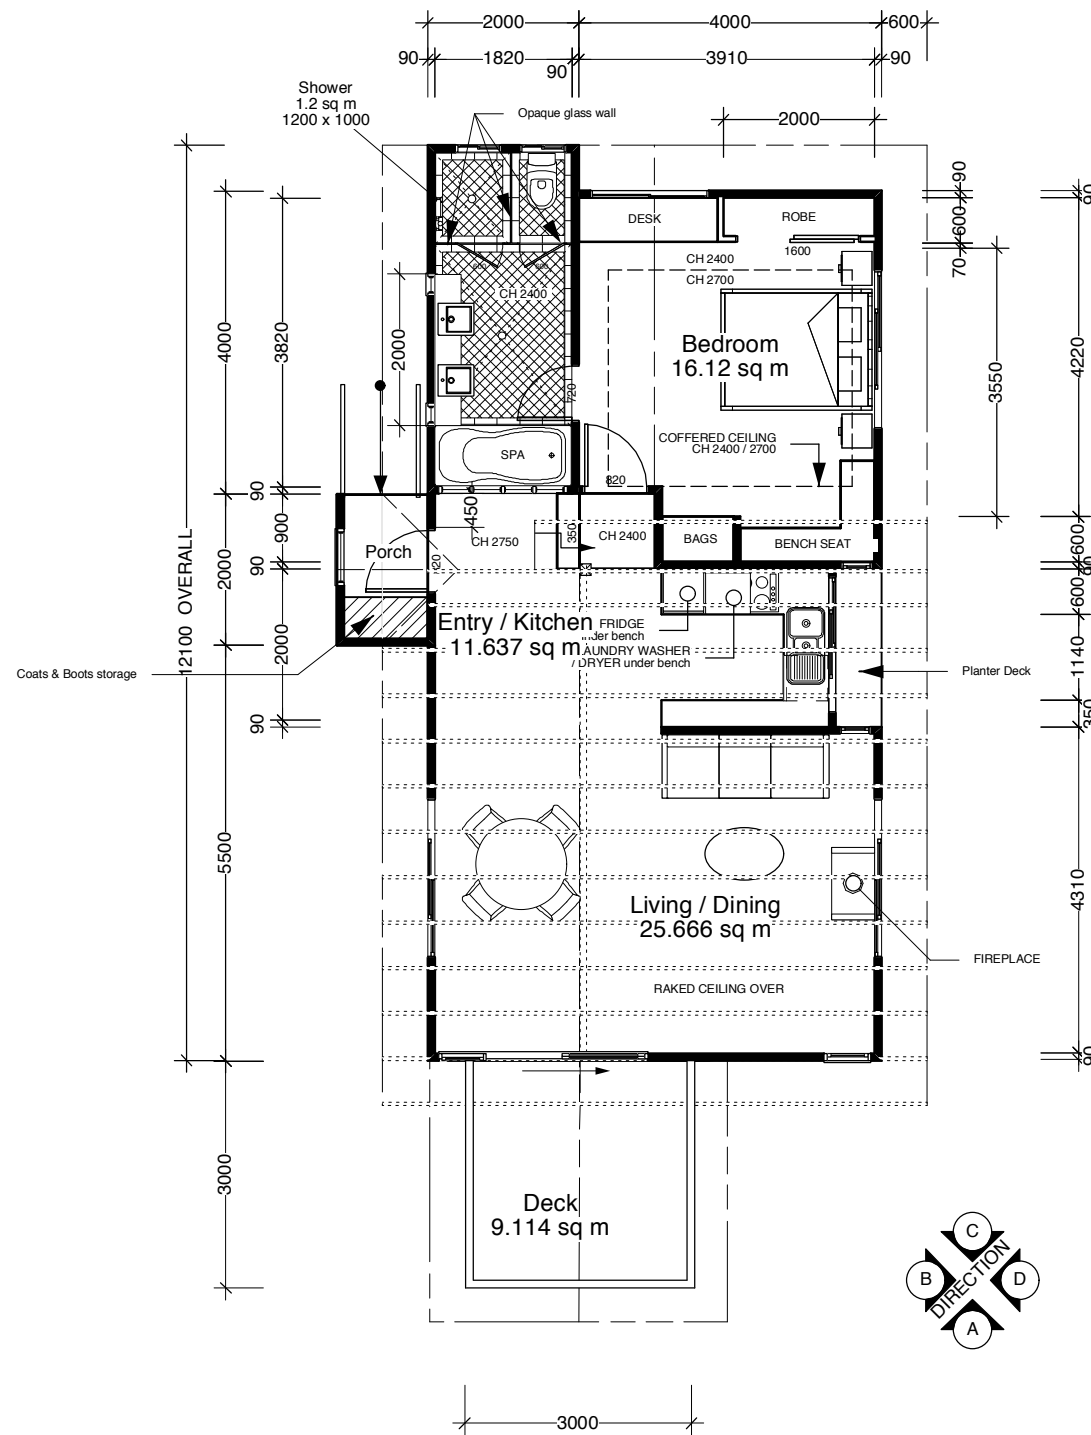 2000
4000
600
90
1820
90
3910
90
Shower
1.2 sq m
1200 x 1000
Opaque glass wall
2000
DESK
ROBE
1600
600
600
CH 2400
CH 2400
CH 2700
Bedroom
16.12 sq m
COFFERED CEILING
CH 2400 / 2700
720
820
SPA
450
CH 2750
350
CH 2400
BAGS
BENCH SEAT
Porch
Entry / Kitchen
11.637 sq m
FRIDGE
under bench
LAUNDRY WASHER
/ DRYER under bench
Coats & Boots storage
Planter Deck
Living / Dining
25.666 sq m
FIREPLACE
RAKED CEILING OVER
Deck
9.114 sq m
12100 OVERALL
4000
2000
5500
3000
3820
90
900
90
2000
90
2000
90
600
70
3550
90
4220
600
90
600
1140
350
4310
90
3000
C
B
DIRECTION
D
A